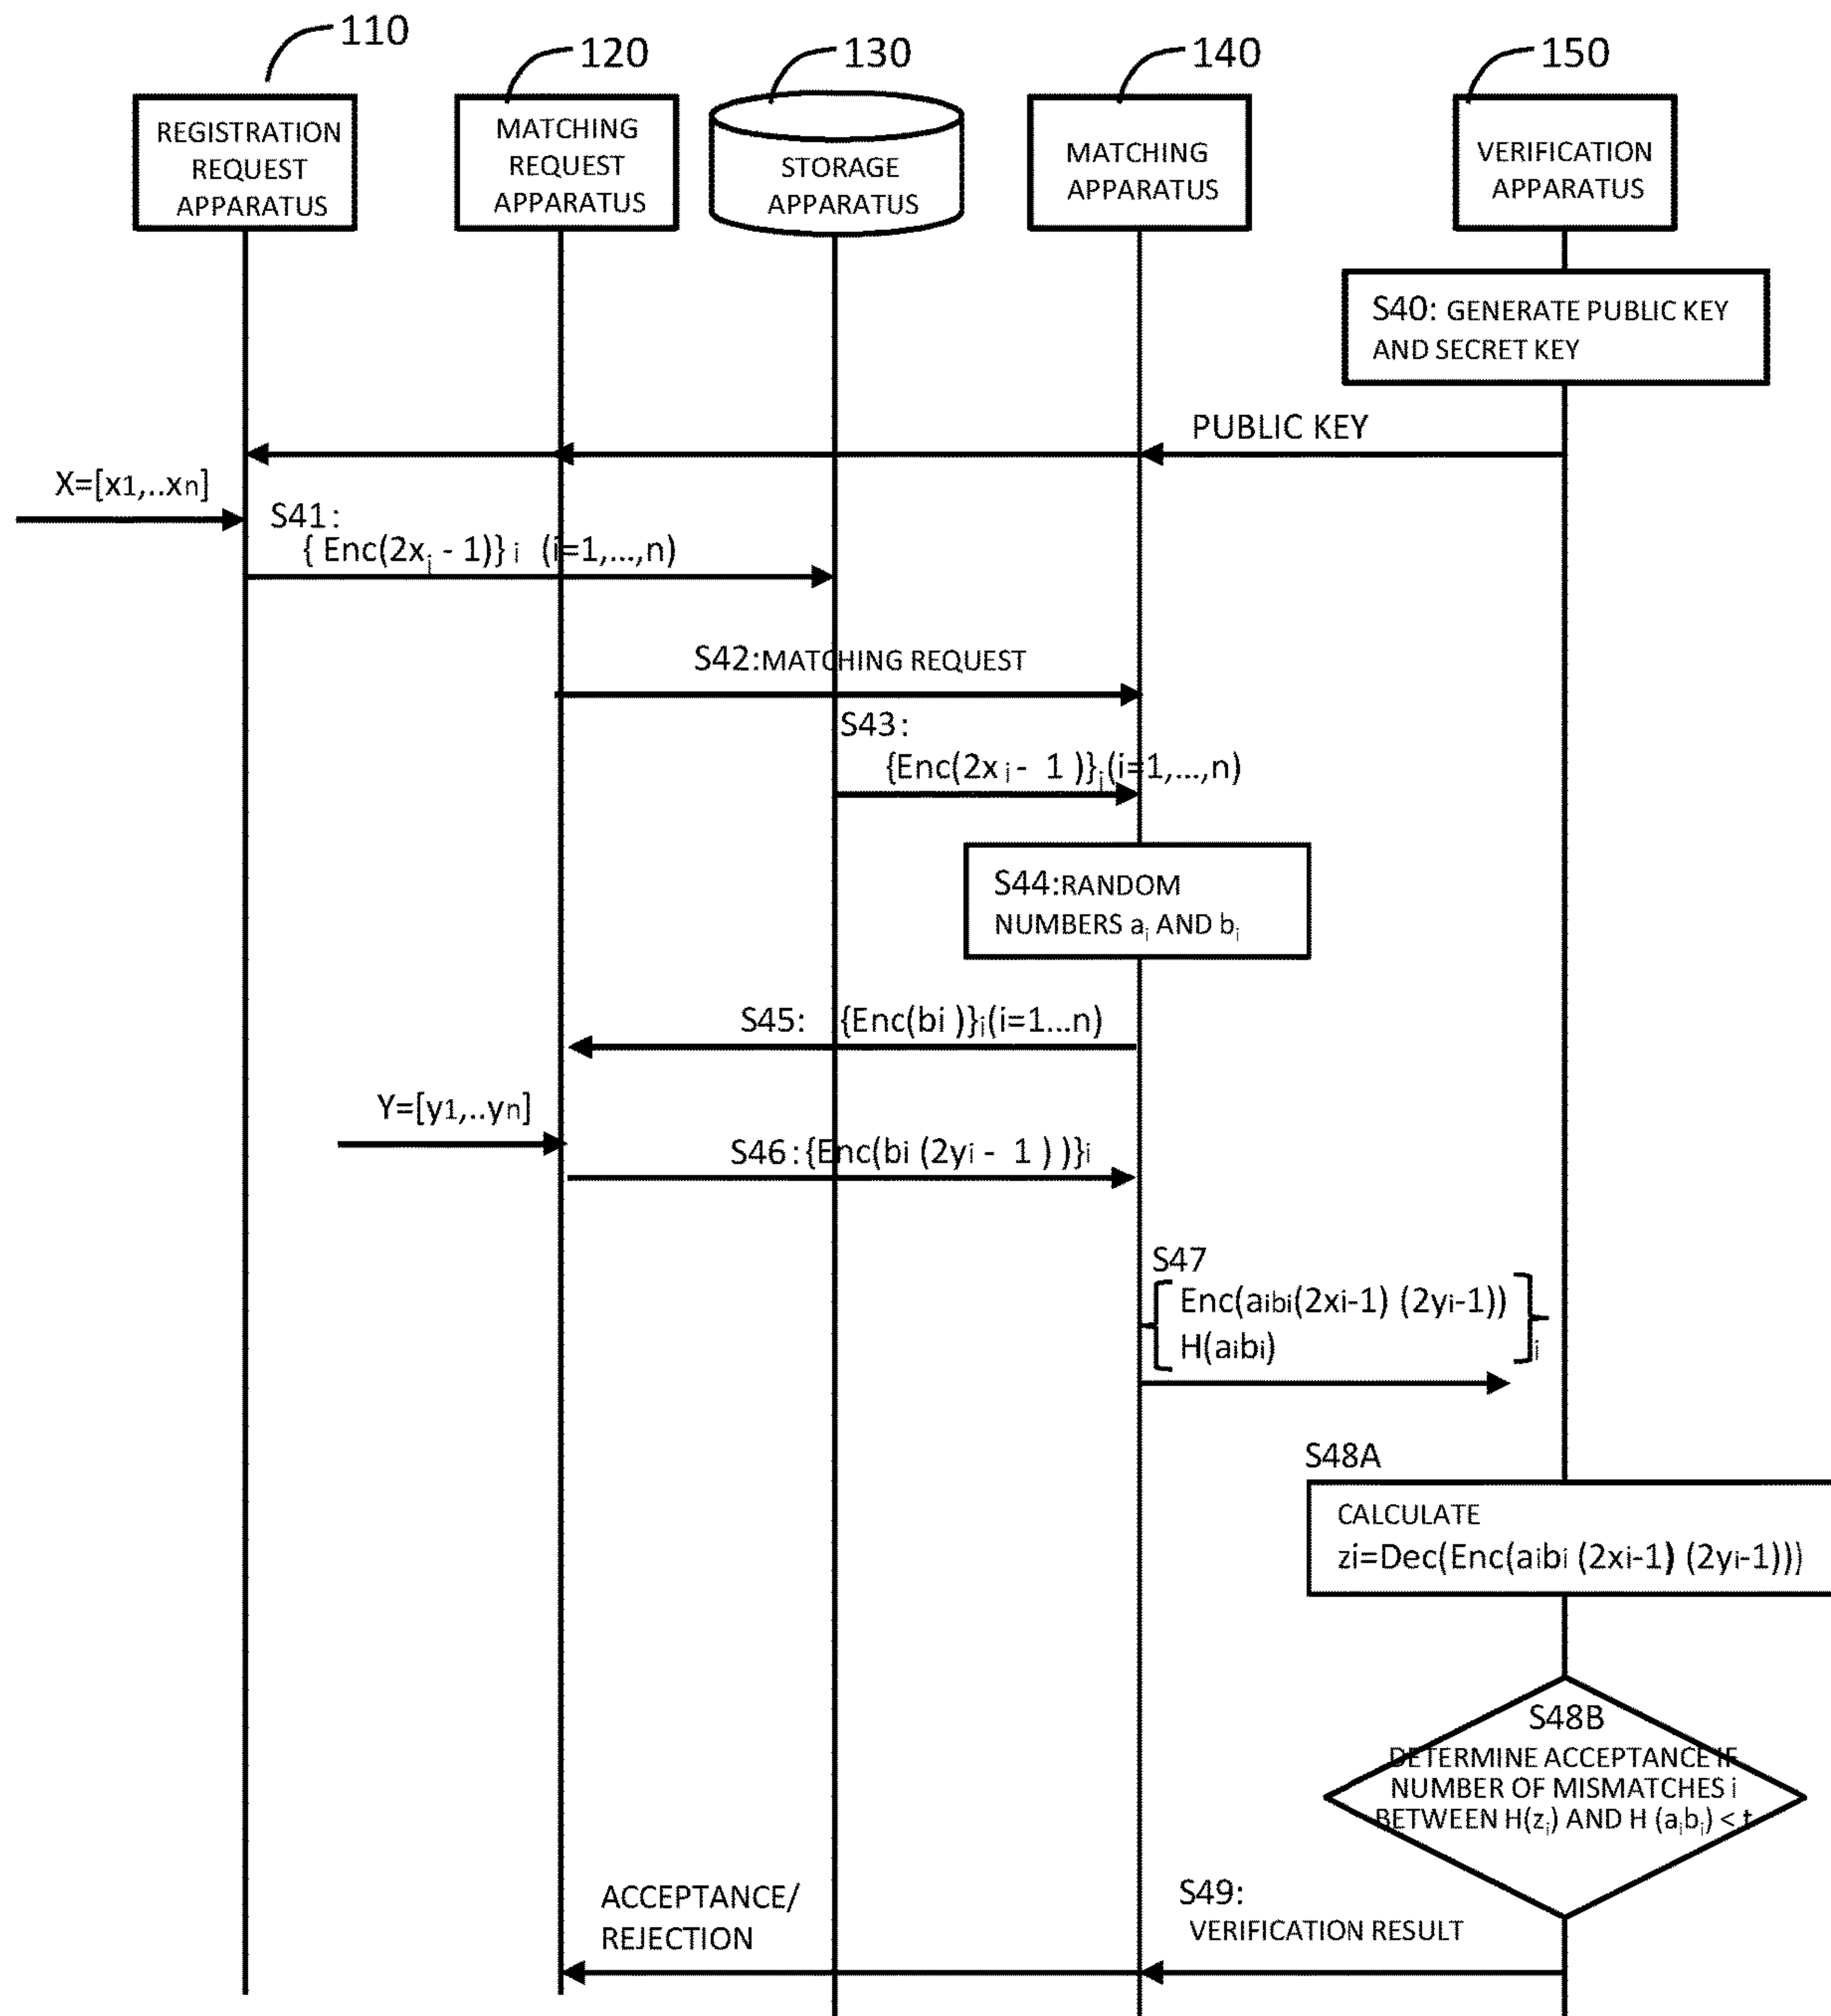 110
120
130
140
150
REGISTRATION
REQUEST
APPARATUS
MATCHING
REQUEST
APPARATUS
STORAGE
APPARATUS
MATCHING
APPARATUS
VERIFICATION
APPARATUS
S40: GENERATE PUBLIC KEY
AND SECRET KEY
PUBLIC KEY
X=[x1,..xn]
S41:
{ Enc(2xi - 1)} i (i=1,...,n)
S42:MATCHING REQUEST
S43:
{Enc(2x i - 1 )}i(i=1,...,n)
S44:RANDOM
NUMBERS ai AND bi
S45: {Enc(bi )}i(i=1...n)
Y=[y1,..yn]
S46:{Enc(bi (2yi - 1 ) )}i
S47
Enc(aibi(2xi-1) (2yi-1))
H(aibi)
i
S48A
CALCULATE
zi=Dec(Enc(aibi (2xi-1) (2yi-1)))
S48B
DETERMINE ACCEPTANCE IF
NUMBER OF MISMATCHES i
BETWEEN H(zi) AND H (aibi) < t
ACCEPTANCE/
REJECTION
S49:
VERIFICATION RESULT